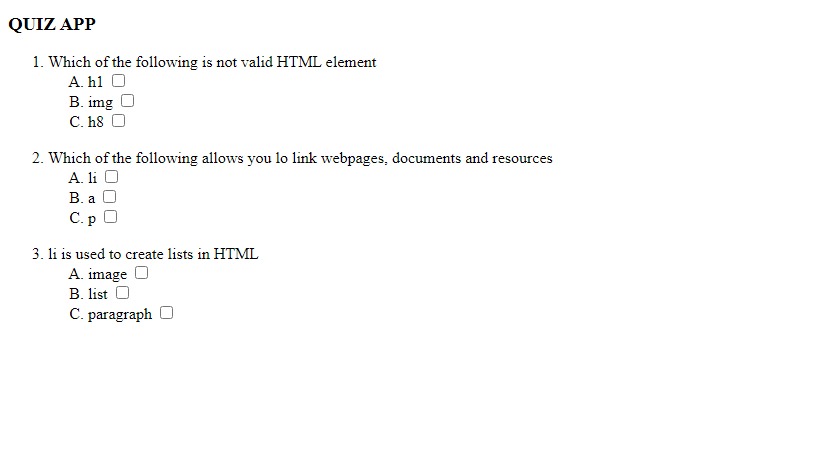 QUIZ APP
1. Which of the following is not valid HTML element
A. h1
B. img
C. h8
2. Which of the following allows you lo link webpages, documents and resources
A. li
B. a
C. p
3. li is used to create lists in HTML
A. image
B. list
C. paragraph